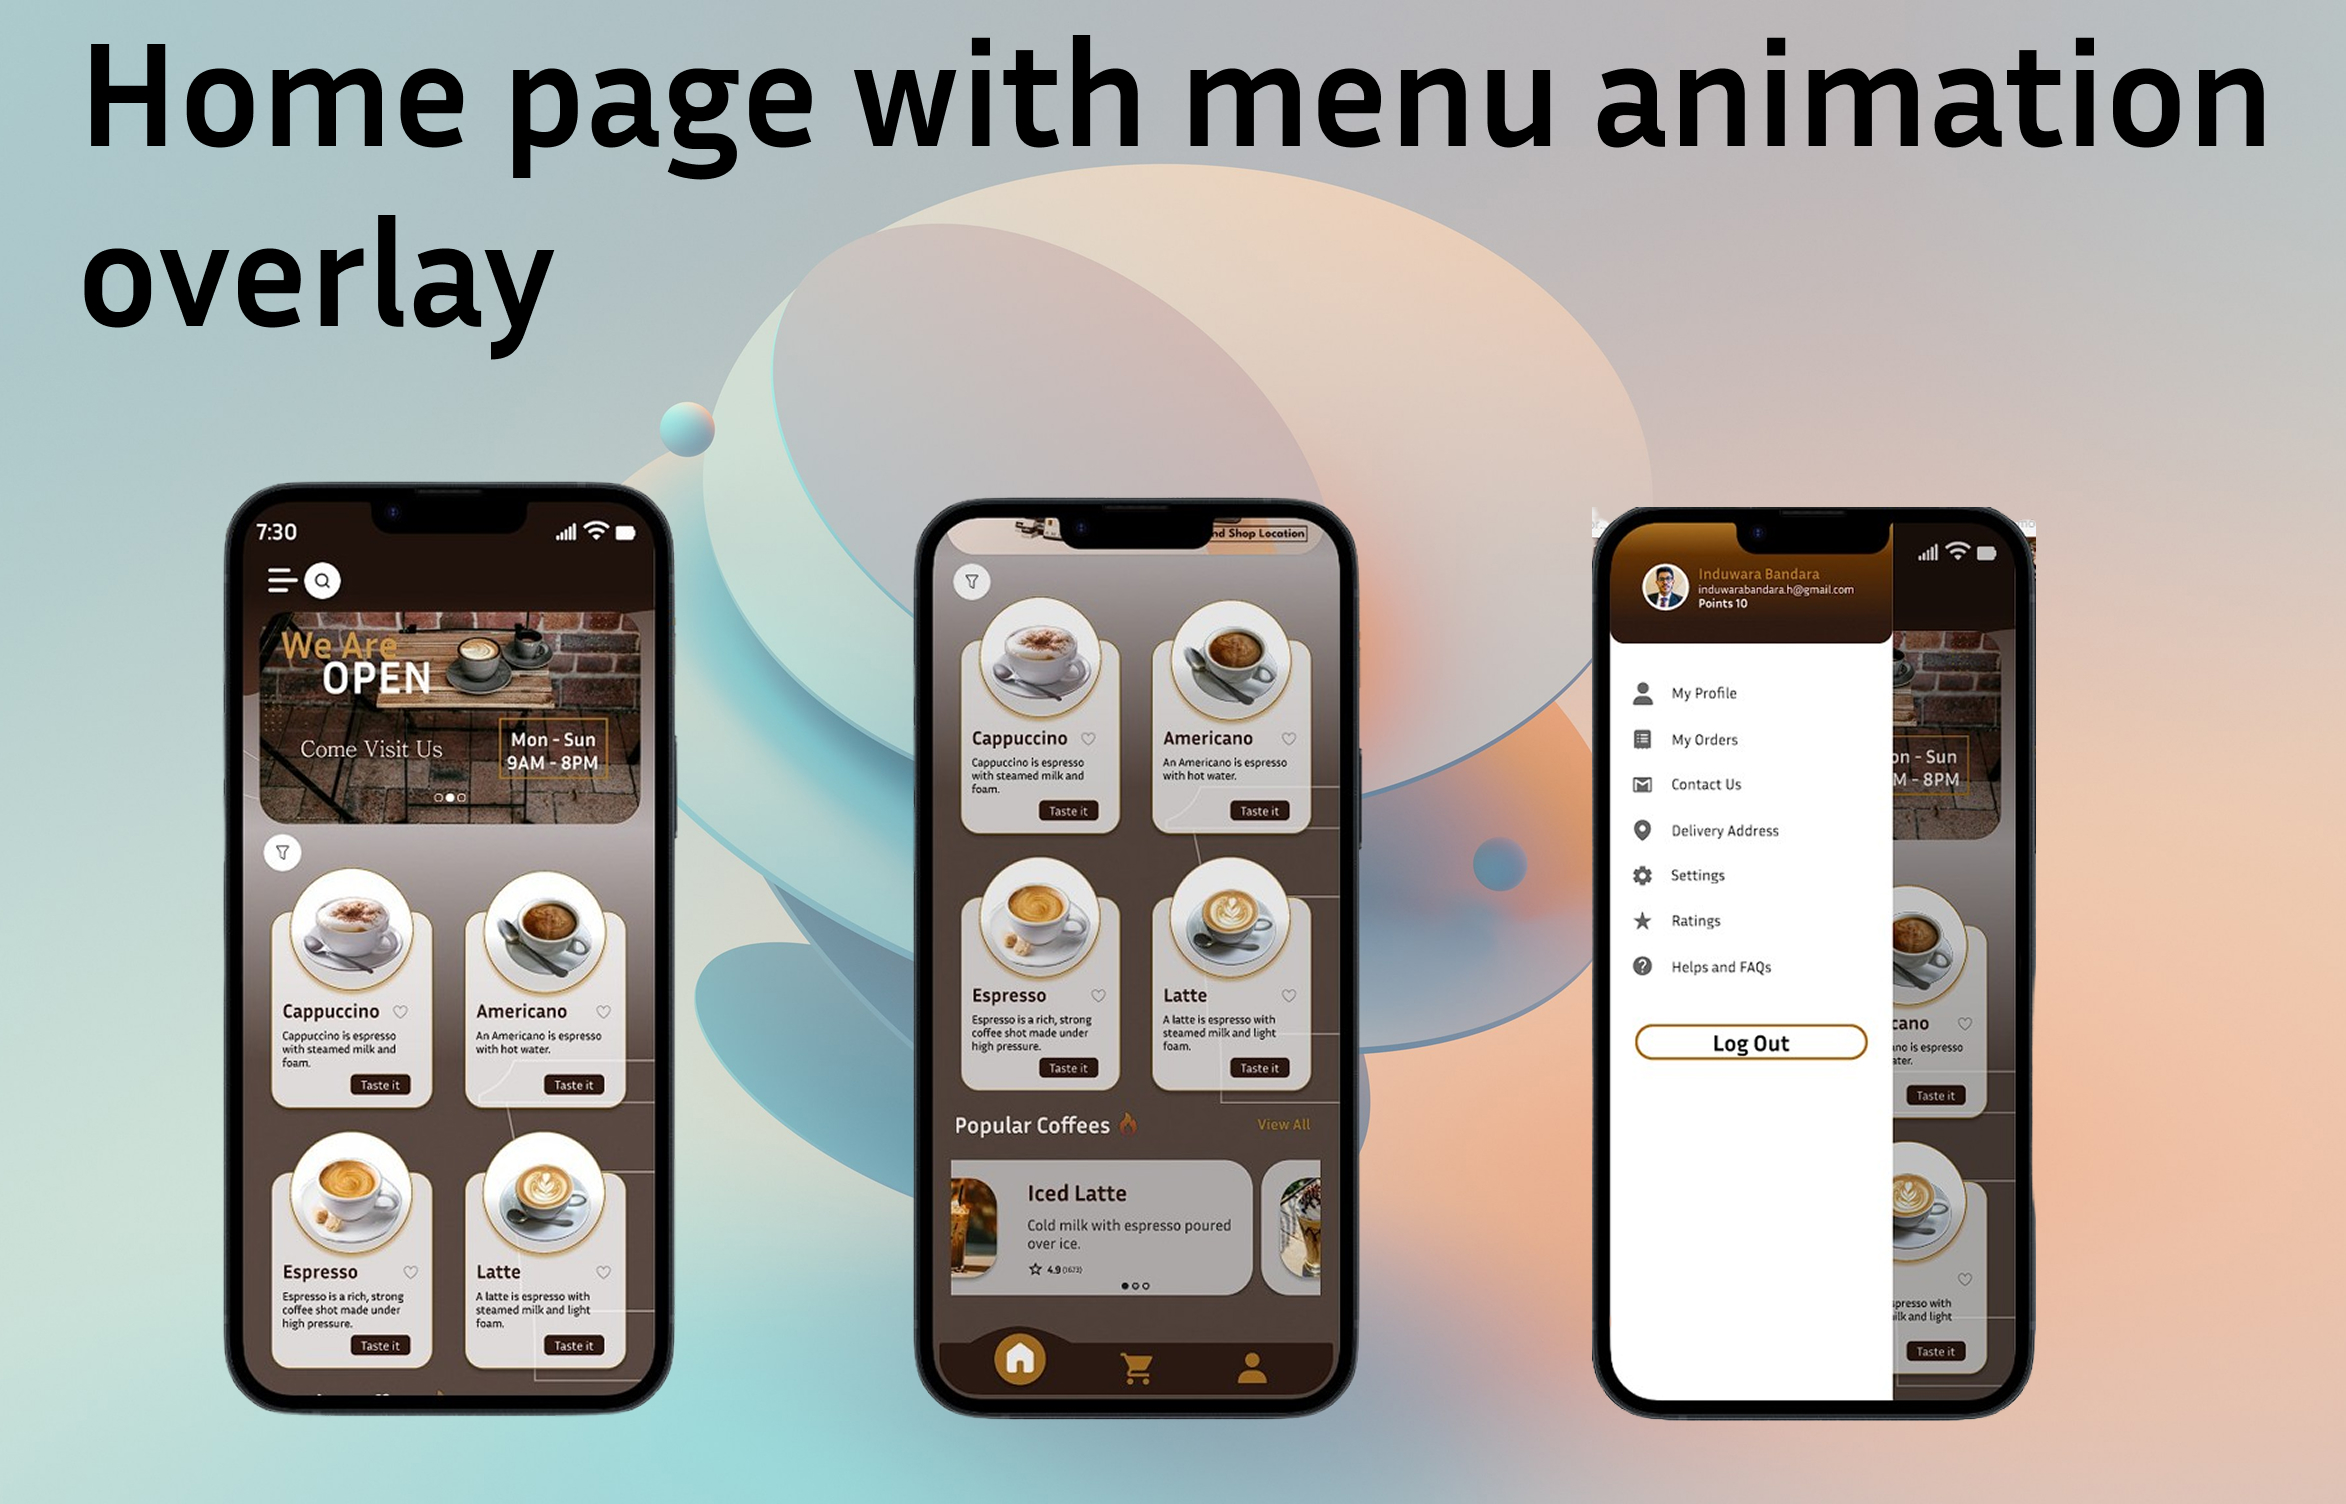 Home page with menu animation
overlay
7:30
We Are
OPEN
Come Visit Us
Mon - Sun
9AM - 8PM
Cappuccino
Cappuccino is espresso
with steamed milk and
foam.
Taste it
Americano
An Americano is espresso
with hot water.
Taste it
Espresso
Espresso is a rich, strong
coffee shot made under
high pressure.
Taste it
Latte
A latte is espresso with
steamed milk and light
foam.
Taste it
nd Shop Location
Cappuccino
Cappuccino is espresso
with steamed milk and
foam.
Taste it
Americano
An Americano is espresso
with hot water.
Taste it
Espresso
Espresso is a rich, strong
coffee shot made under
high pressure.
Taste it
Latte
A latte is espresso with
steamed milk and light
foam.
Taste it
Popular Coffees
View All
Iced Latte
Cold milk with espresso poured
over ice.
4.9 (1673)
Induwara Bandara
induwarabandara.h@gmail.com
Points 10
My Profile
My Orders
Contact Us
Delivery Address
Settings
Ratings
Helps and FAQs
Log Out
on - Sun
M - 8PM
cano
ano is espresso
ater.
Taste it
spresso with
ilk and light
Taste it